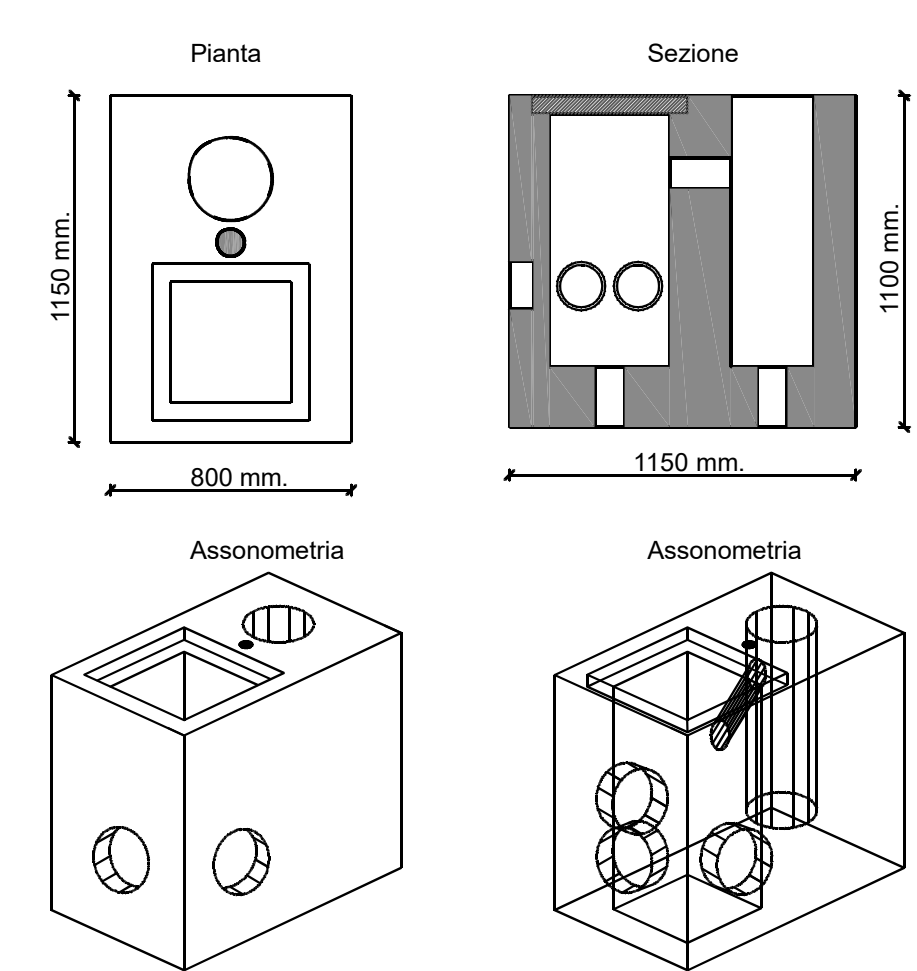 Pianta
Sezione
1150 mm.
1100 mm.
800 mm.
1150 mm.
Assonometria
Assonometria